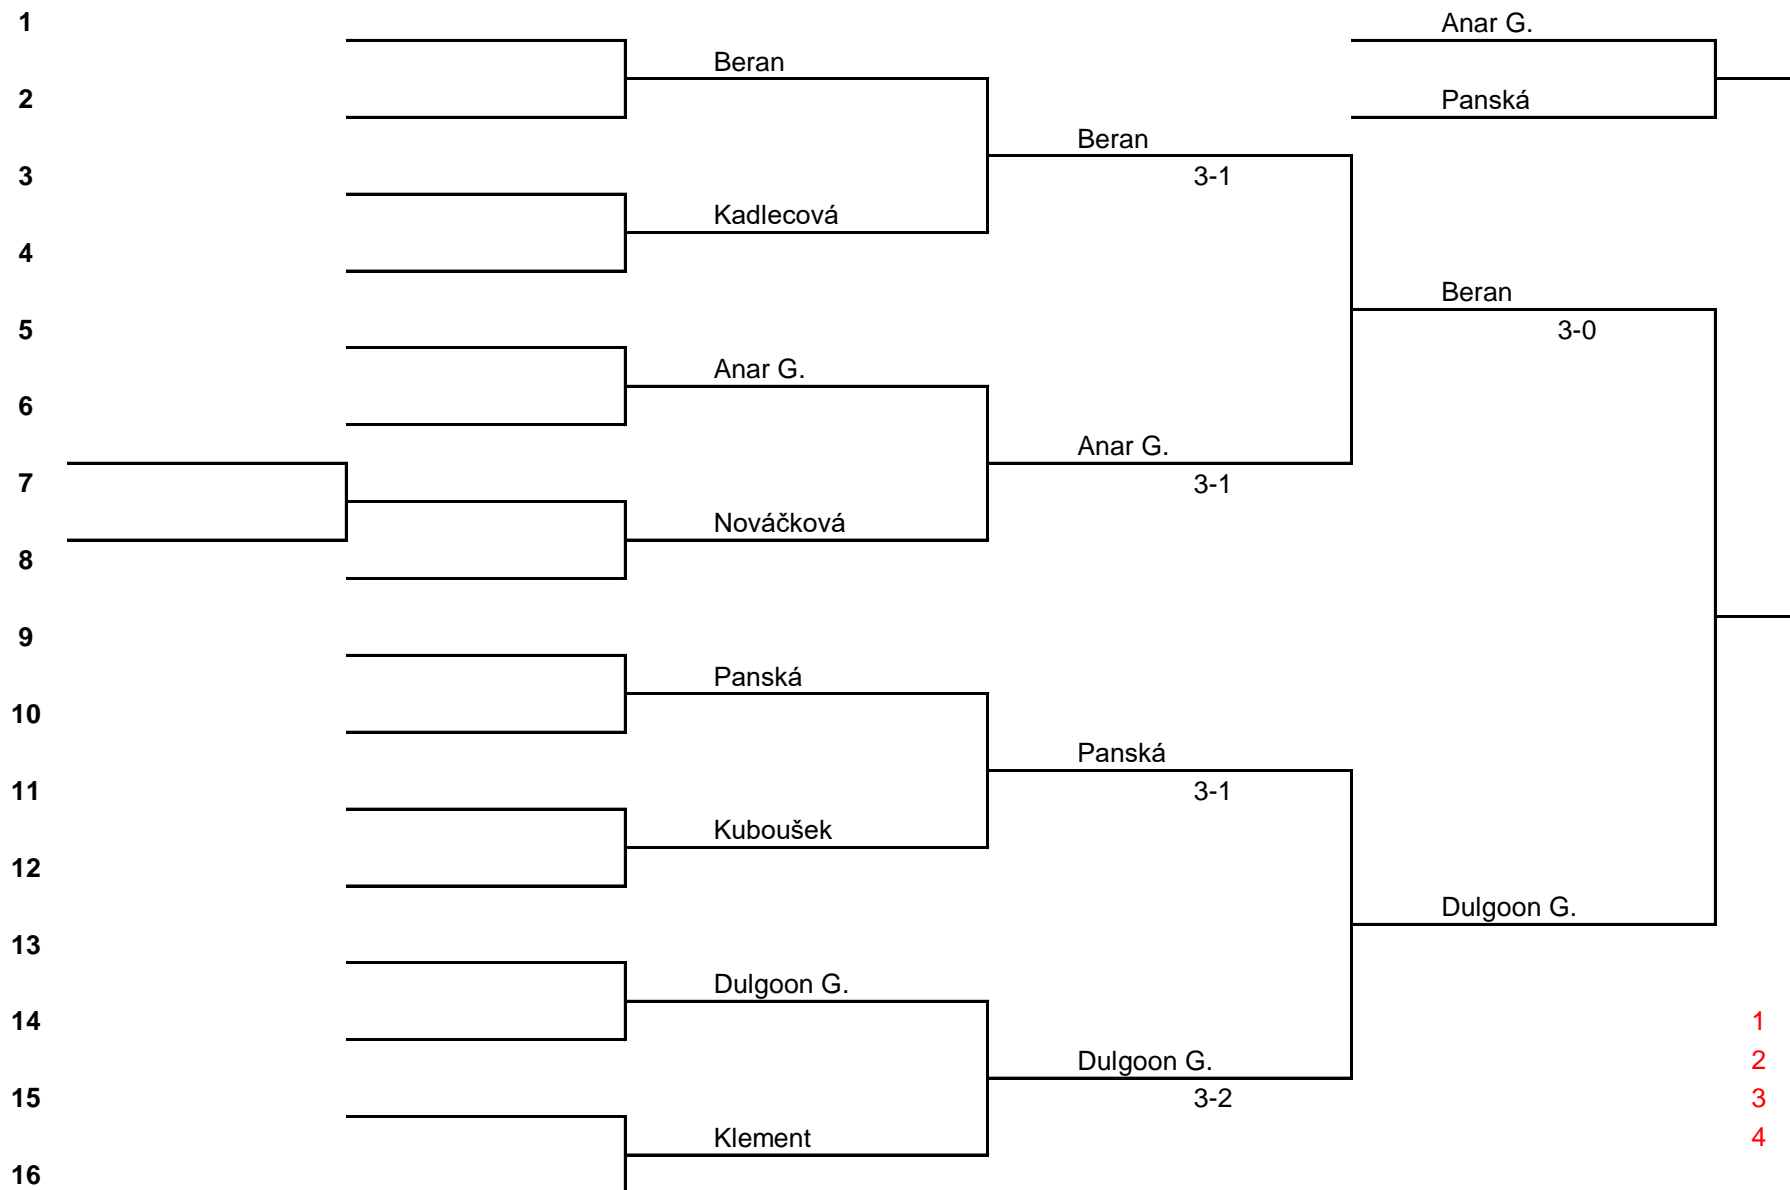 1
Anar G.
Beran
2
Panská
Beran
3
3-1
Kadlecová
4
Beran
5
3-0
Anar G.
6
Anar G.
7
3-1
Nováčková
8
9
Panská
10
Panská
11
3-1
Kuboušek
12
Dulgoon G.
13
Dulgoon G.
14
1
Dulgoon G.
2
15
3-2
3
Klement
4
16